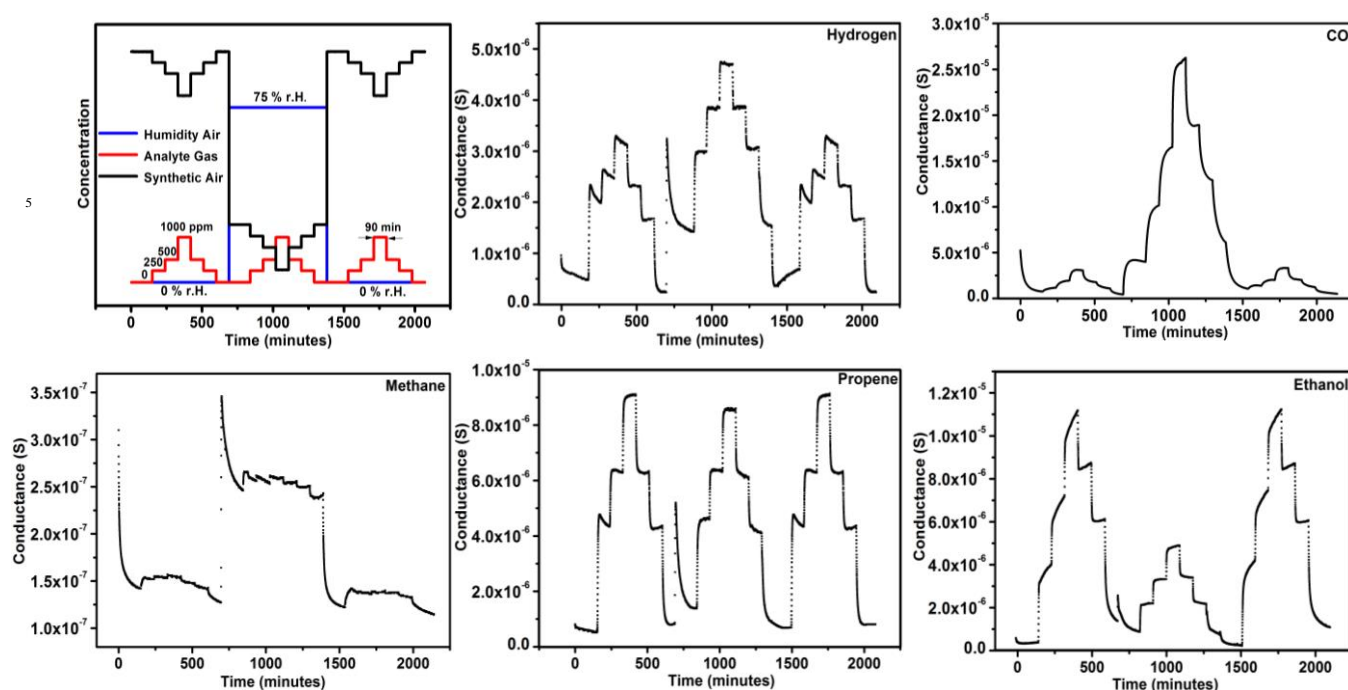 5
Concentration
75 % r.H.
Humidity Air
Analyte Gas
Synthetic Air
1000 ppm
500
250
0
90 min
0 % r.H.
0 % r.H.
0 500 1000 1500 2000
Time (minutes)
Hydrogen
Conductance (S)
5.0x10⁻⁶
4.0x10⁻⁶
3.0x10⁻⁶
2.0x10⁻⁶
1.0x10⁻⁶
0.0
0 500 1000 1500 2000
Time (minutes)
CO
Conductance (S)
3.0x10⁻⁵
2.5x10⁻⁵
2.0x10⁻⁵
1.5x10⁻⁵
1.0x10⁻⁵
5.0x10⁻⁶
0.0
0 500 1000 1500 2000
Time (minutes)
Methane
Conductance (S)
3.5x10⁻⁷
3.0x10⁻⁷
2.5x10⁻⁷
2.0x10⁻⁷
1.5x10⁻⁷
1.0x10⁻⁷
0 500 1000 1500 2000
Time (minutes)
Propene
Conductance (S)
1.0x10⁻⁵
8.0x10⁻⁶
6.0x10⁻⁶
4.0x10⁻⁶
2.0x10⁻⁶
0.0
0 500 1000 1500 2000
Time (minutes)
Ethanol
Conductance (S)
1.2x10⁻⁵
1.0x10⁻⁵
8.0x10⁻⁶
6.0x10⁻⁶
4.0x10⁻⁶
2.0x10⁻⁶
0.0
0 500 1000 1500 2000
Time (minutes)